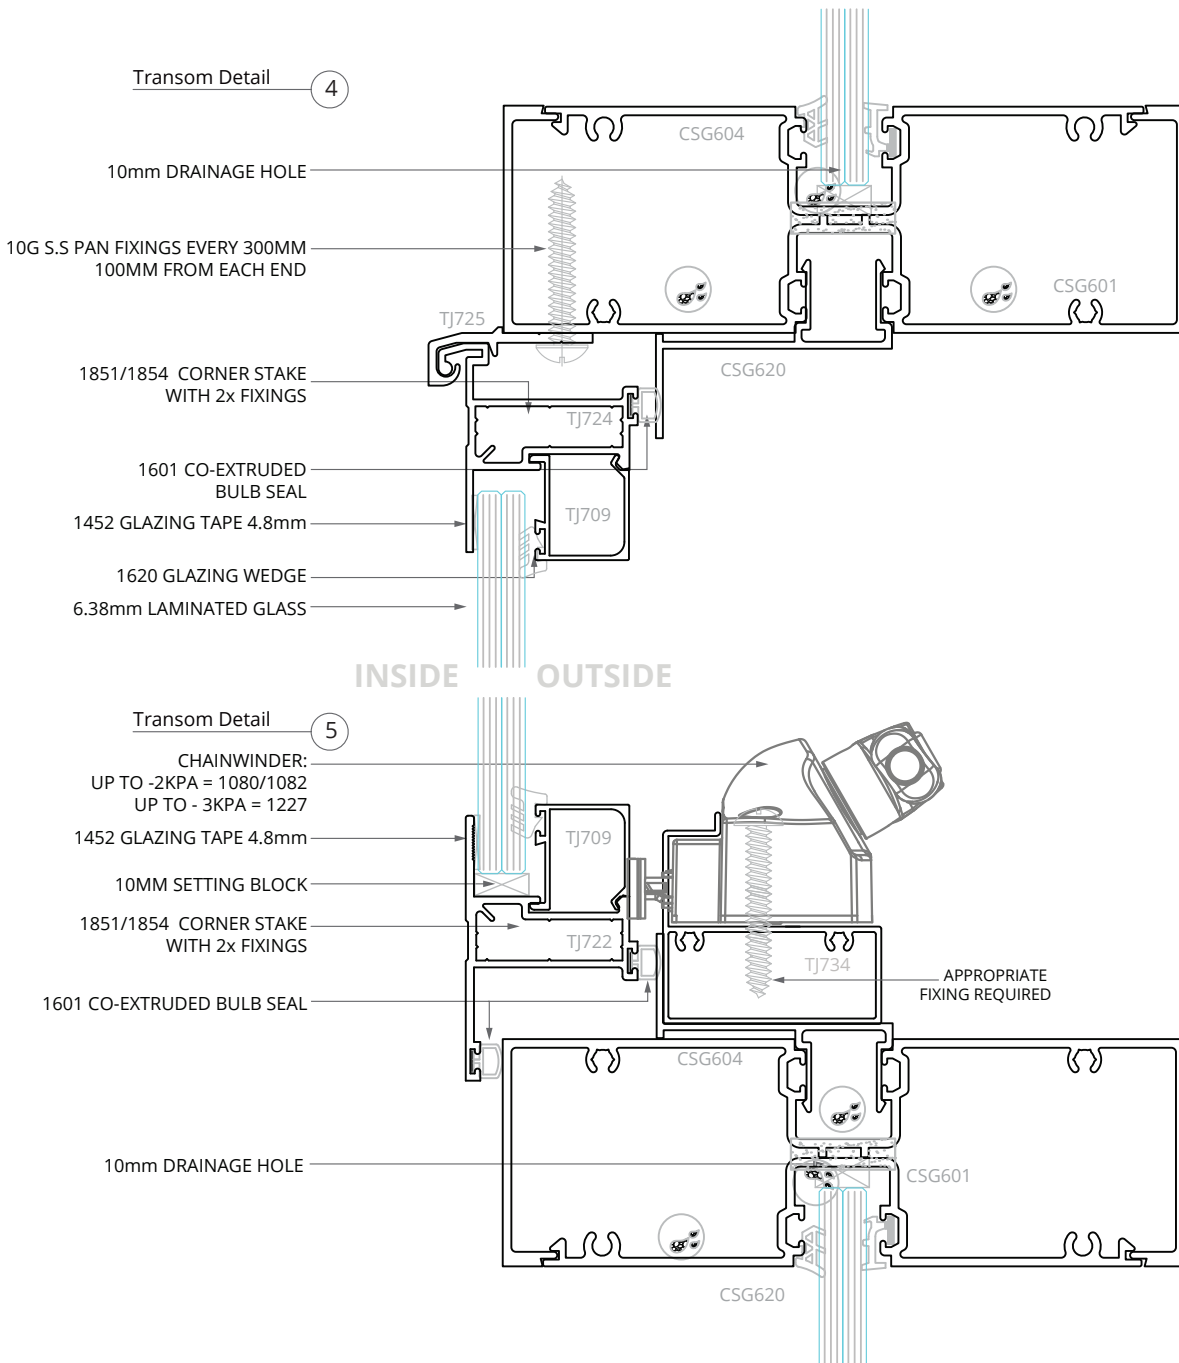 Transom Detail 4
CSG604
10mm DRAINAGE HOLE
10G S.S PAN FIXINGS EVERY 300MM
100MM FROM EACH END
CSG601
TJ725
CSG620
1851/1854 CORNER STAKE
WITH 2x FIXINGS
TJ724
1601 CO-EXTRUDED
BULB SEAL
TJ709
1452 GLAZING TAPE 4.8mm
1620 GLAZING WEDGE
6.38mm LAMINATED GLASS
INSIDE OUTSIDE
Transom Detail 5
CHAINWINDER:
UP TO -2KPA = 1080/1082
UP TO - 3KPA = 1227
1452 GLAZING TAPE 4.8mm
TJ709
10MM SETTING BLOCK
1851/1854 CORNER STAKE
WITH 2x FIXINGS
TJ722
TJ734
APPROPRIATE
FIXING REQUIRED
1601 CO-EXTRUDED BULB SEAL
CSG604
10mm DRAINAGE HOLE
CSG601
CSG620